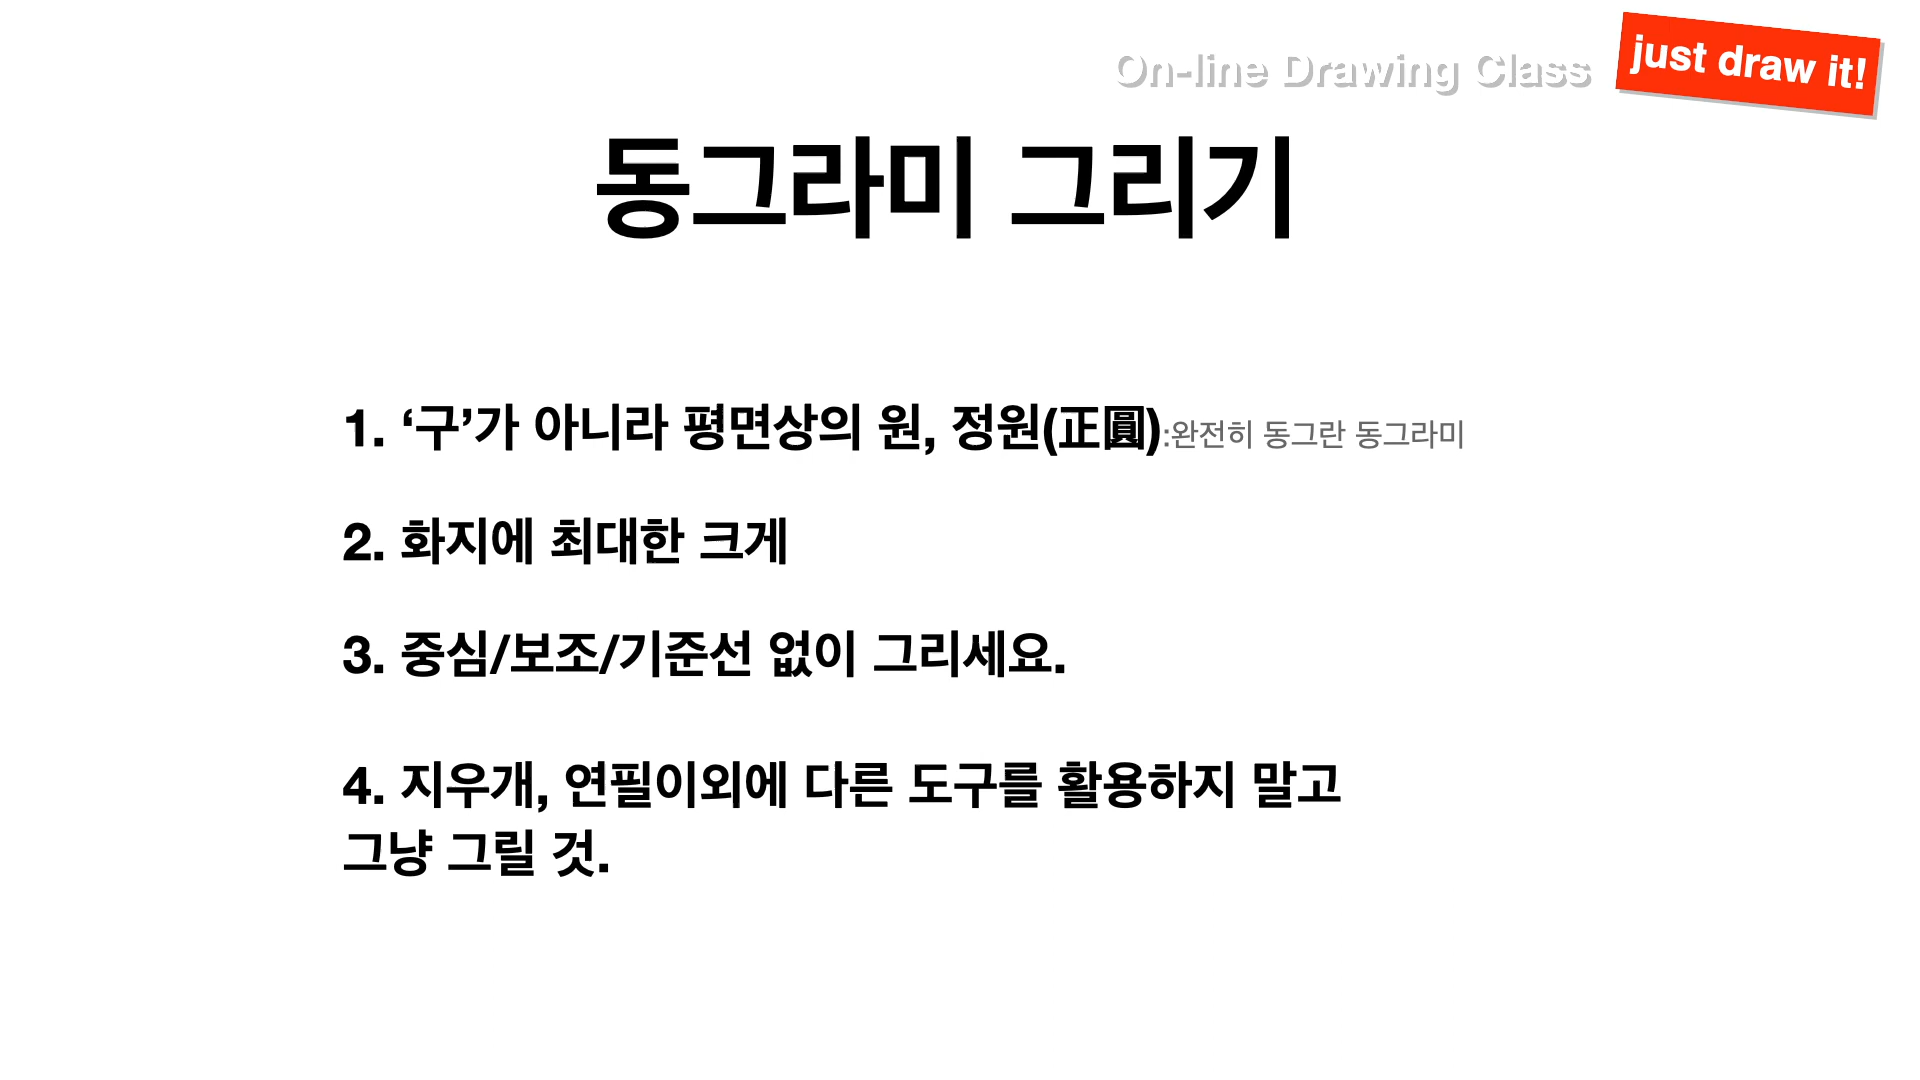 On-line Drawing Class just draw it!
동그라미 그리기
1. ‘구’가 아니라 평면상의 원, 정원(正圓):완전히 동그란 동그라미
2. 화지에 최대한 크게
3. 중심/보조/기준선 없이 그리세요.
4. 지우개, 연필이외에 다른 도구를 활용하지 말고
그냥 그릴 것.